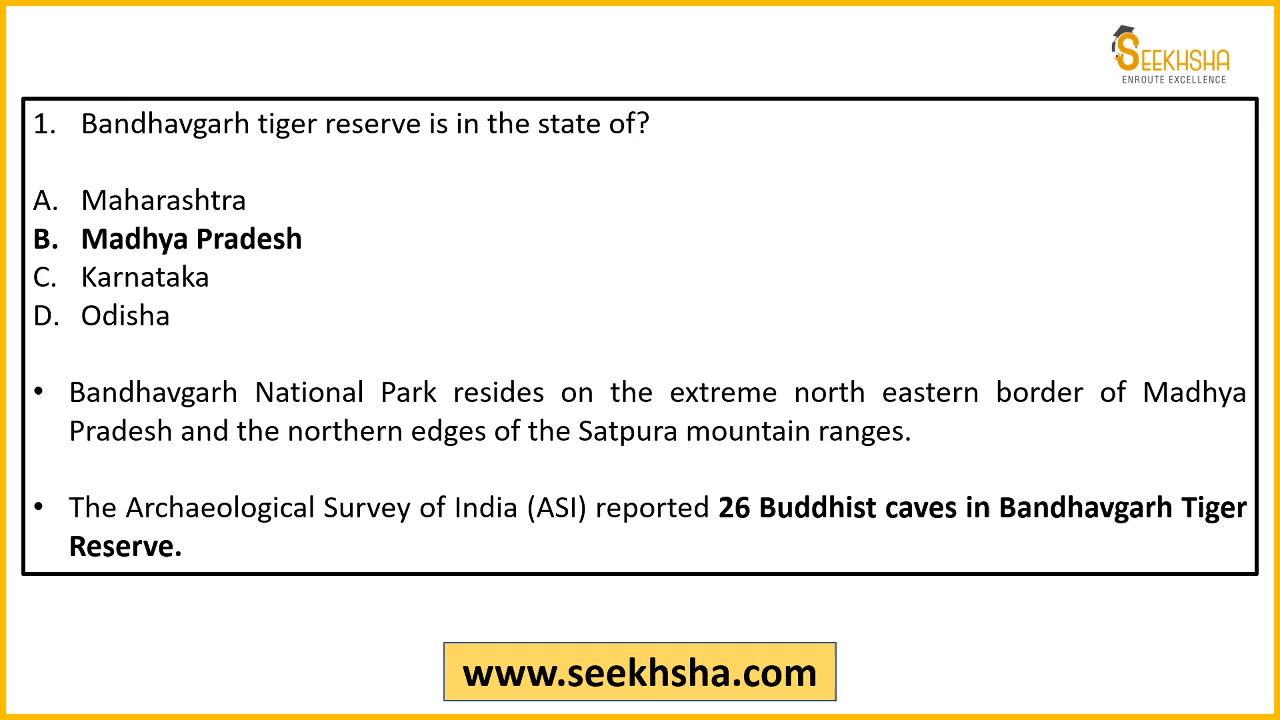 SEEKHSHA
ENROUTE EXCELLENCE
1. Bandhavgarh tiger reserve is in the state of?
A. Maharashtra
B. Madhya Pradesh
C. Karnataka
D. Odisha
• Bandhavgarh National Park resides on the extreme north eastern border of Madhya
Pradesh and the northern edges of the Satpura mountain ranges.
• The Archaeological Survey of India (ASI) reported 26 Buddhist caves in Bandhavgarh Tiger
Reserve.
www.seekhsha.com